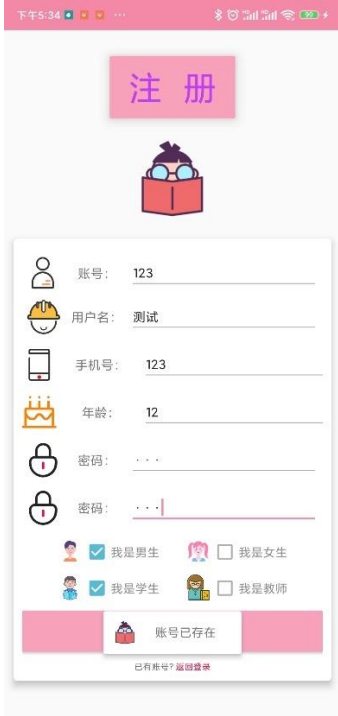 下午5:34 ···
注 册
账号: 123
用户名: 测试
手机号: 123
年龄: 12
密码: ···
密码: ···
我是男生 我是女生
我是学生 我是教师
账号已存在
已有账号?返回登录